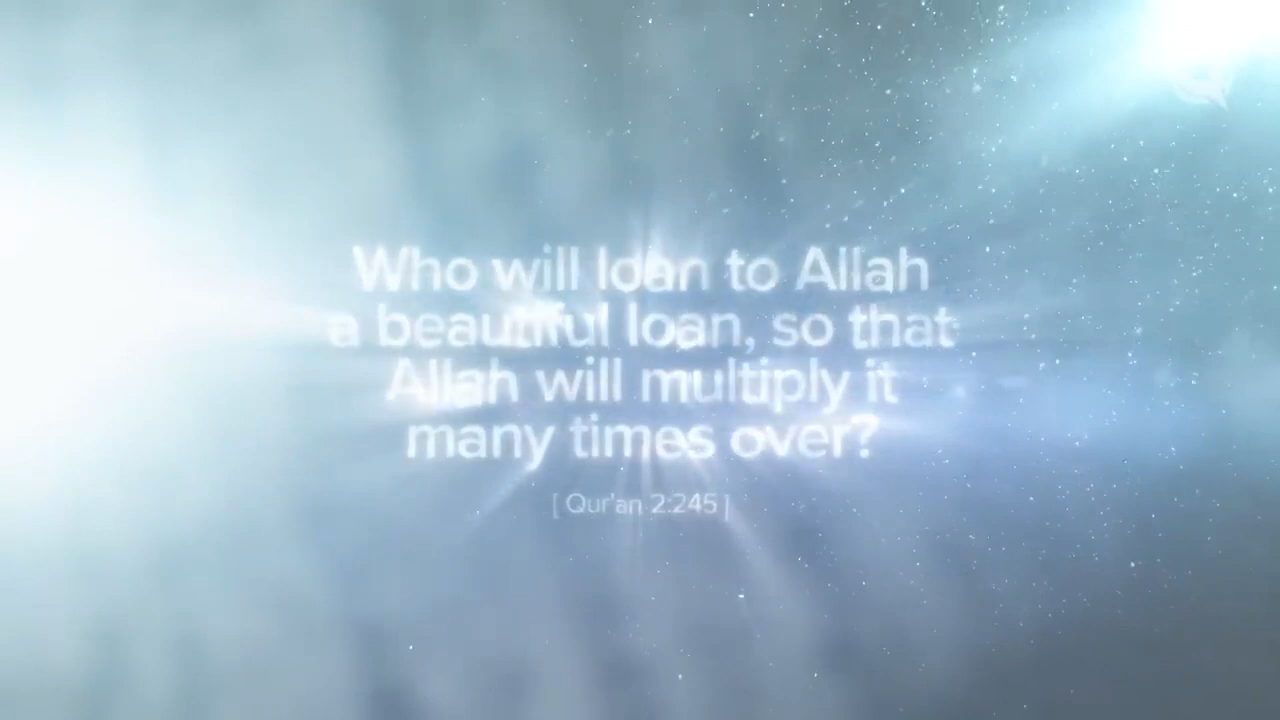 Who will loan to Allah
a beautiful loan, so that
Allah will multiply it
many times over?
[ Qur'an 2:245 ]